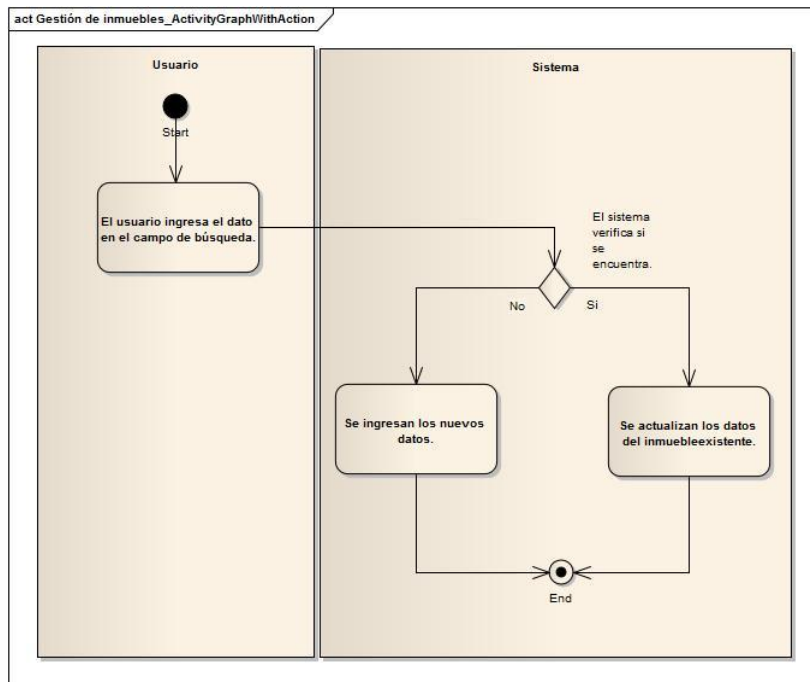 act Gestión de inmuebles_ActivityGraphWithAction
Usuario
Sistema
Start
El usuario ingresa el dato
en el campo de búsqueda.
El sistema
verifica si
se
encuentra.
No
Si
Se ingresan los nuevos
datos.
Se actualizan los datos
del inmuebleexistente.
End